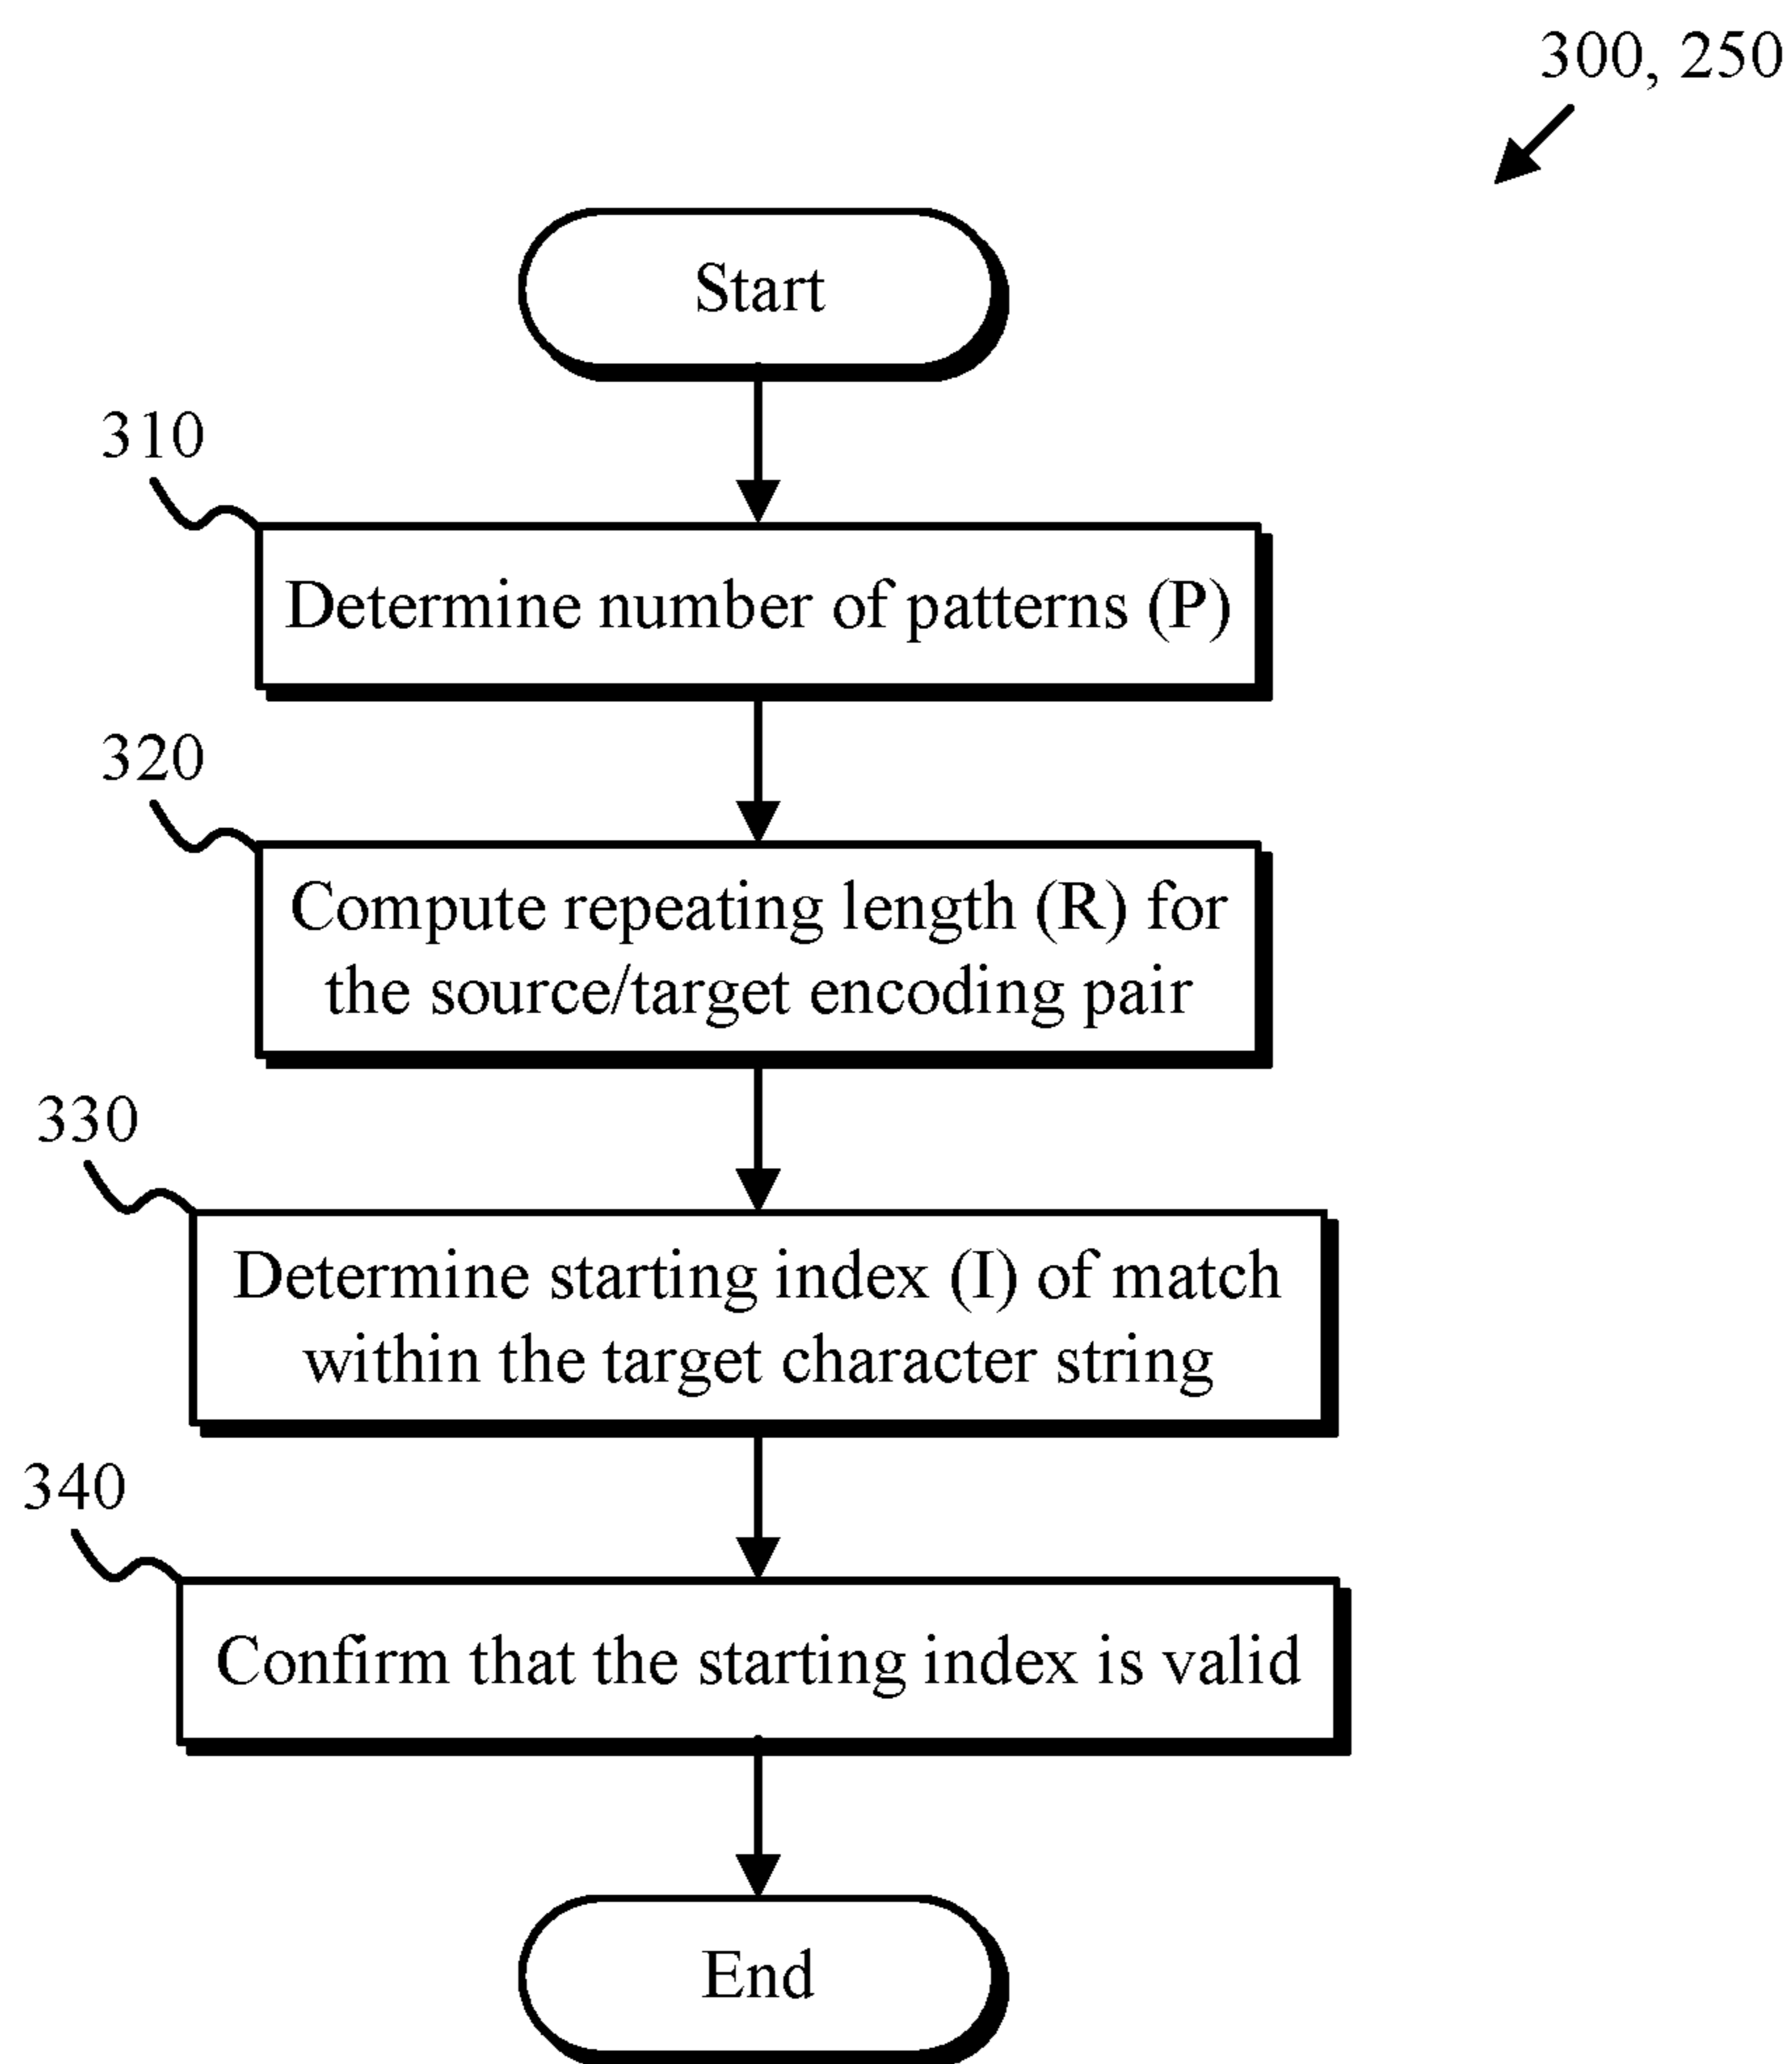 300, 250
Start
310
Determine number of patterns (P)
320
Compute repeating length (R) for
the source/target encoding pair
330
Determine starting index (I) of match
within the target character string
340
Confirm that the starting index is valid
End